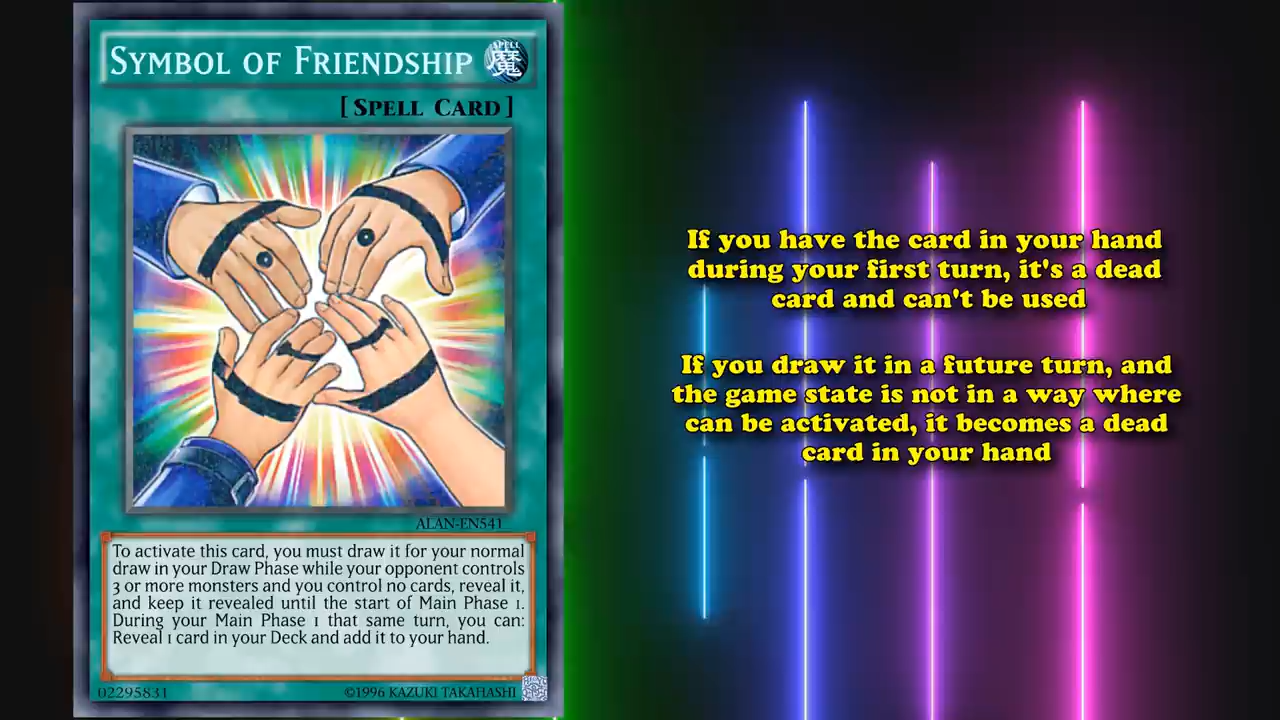 SYMBOL OF FRIENDSHIP
SPELL
魔
[SPELL CARD]
ALAN-EN541
To activate this card, you must draw it for your normal
draw in your Draw Phase while your opponent controls
3 or more monsters and you control no cards, reveal it,
and keep it revealed until the start of Main Phase 1.
During your Main Phase 1 that same turn, you can:
Reveal 1 card in your Deck and add it to your hand.
02295831
©1996 KAZUKI TAKAHASHI
If you have the card in your hand
during your first turn, it's a dead
card and can't be used
If you draw it in a future turn, and
the game state is not in a way where
can be activated, it becomes a dead
card in your hand